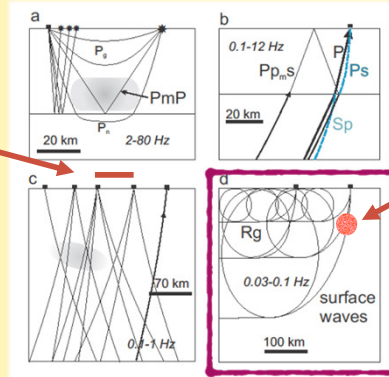 a
Pg
PmP
Pn
20 km
2-80 Hz
b
0.1-12 Hz
P
Ppms
Ps
20 km
Sp
c
70 km
0.1-1 Hz
d
Rg
0.03-0.1 Hz
surface
waves
100 km